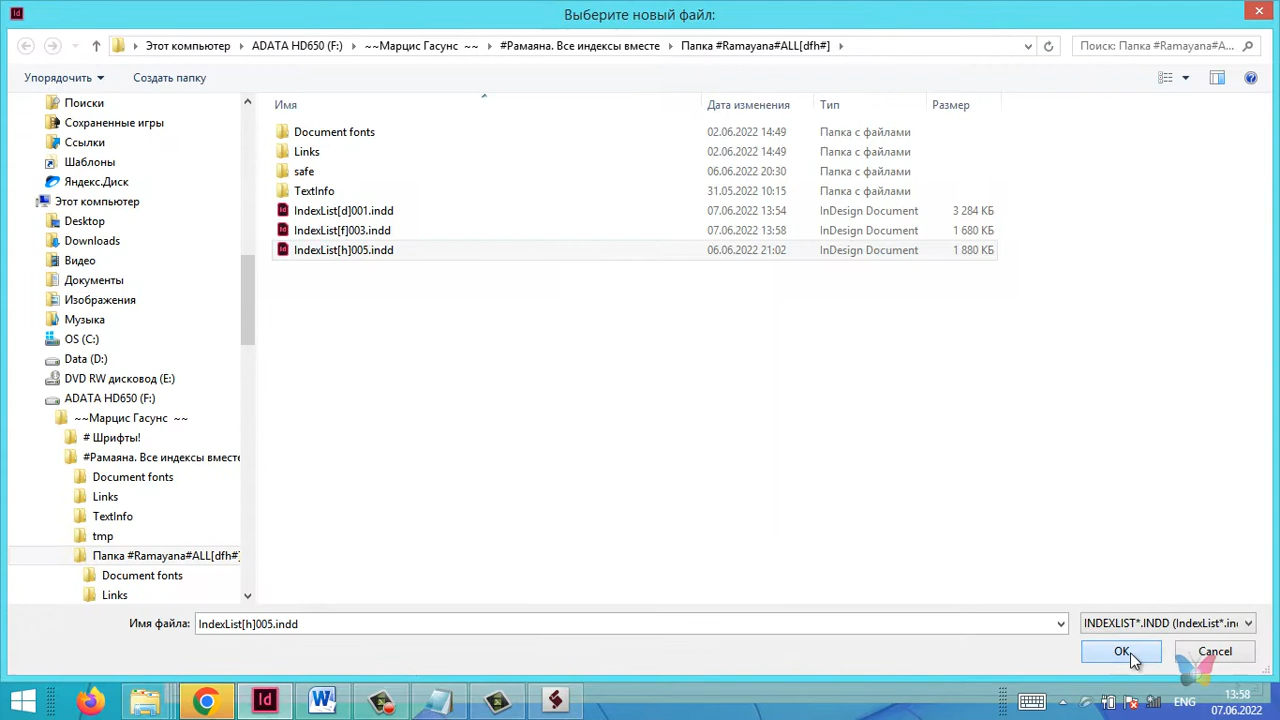 Выберите новый файл:
Этот компьютер ADATA HD650 (F:) ~~Марцис Гасунс ~~ #Рамаяна. Все индексы вместе Папка #Ramayana#ALL[dfh#] Поиск: Папка #Ramayana#A...
Упорядочить Создать папку
Имя Дата изменения Тип Размер
Document fonts 02.06.2022 14:49 Папка с файлами
Links 02.06.2022 14:49 Папка с файлами
safe 06.06.2022 20:30 Папка с файлами
TextInfo 31.05.2022 10:15 Папка с файлами
IndexList[d]001.indd 07.06.2022 13:54 InDesign Document 3 284 КБ
IndexList[f]003.indd 07.06.2022 13:58 InDesign Document 1 680 КБ
IndexList[h]005.indd 06.06.2022 21:02 InDesign Document 1 880 КБ
Поиски
Сохраненные игры
Ссылки
Шаблоны
Яндекс.Диск
Этот компьютер
Desktop
Downloads
Видео
Документы
Изображения
Музыка
OS (C:)
Data (D:)
DVD RW дисковод (E:)
ADATA HD650 (F:)
~~Марцис Гасунс ~~
# Шрифты!
#Рамаяна. Все индексы вместе
Document fonts
Links
TextInfo
tmp
Папка #Ramayana#ALL[dfh#]
Document fonts
Links
Имя файла: IndexList[h]005.indd INDEXLIST*.INDD (IndexList*.in
OK Cancel
ENG 13:58
07.06.2022